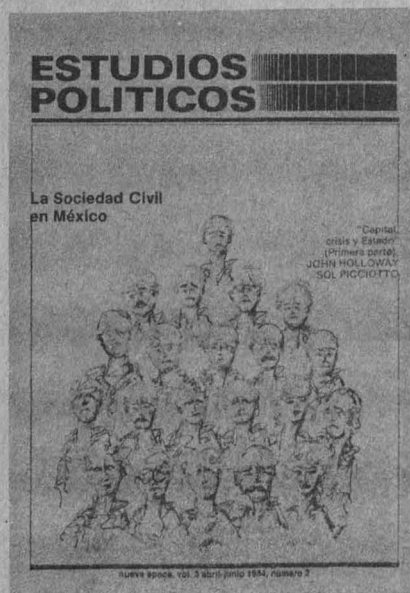 ESTUDIOS
POLITICOS
La Sociedad Civil
en México
"Capital,
crisis y Estado"
(Primera parte)
JOHN HOLLOWAY
SOL PICCIOTTO
nueva época, vol. 3 abril-junio 1984, número 2